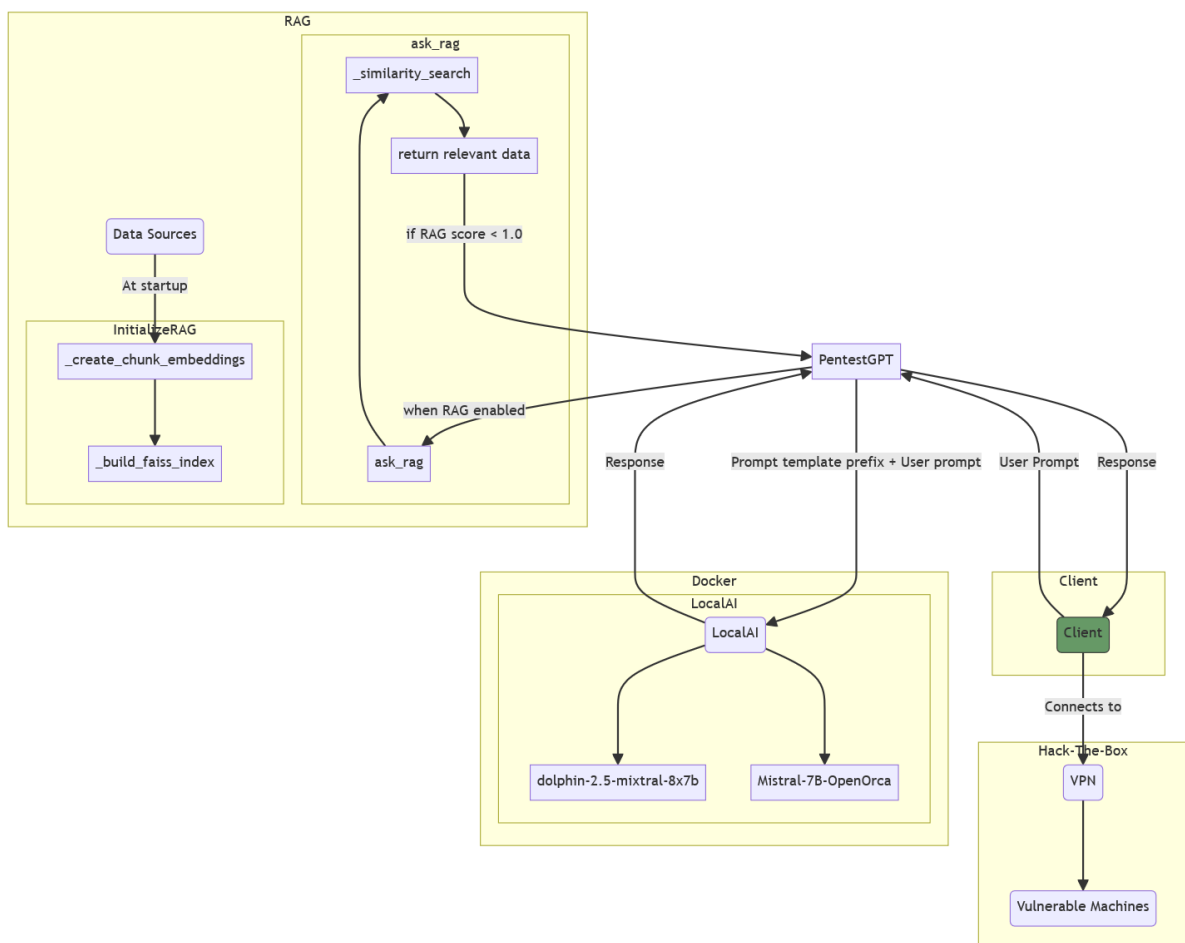 RAG
ask_rag
_similarity_search
return relevant data
if RAG score < 1.0
Data Sources
At startup
InitializeRAG
_create_chunk_embeddings
_build_faiss_index
when RAG enabled
ask_rag
PentestGPT
Response
Prompt template prefix + User prompt
User Prompt
Response
Docker
LocalAI
LocalAI
dolphin-2.5-mixtral-8x7b
Mistral-7B-OpenOrca
Client
Client
Connects to
Hack-The-Box
VPN
Vulnerable Machines